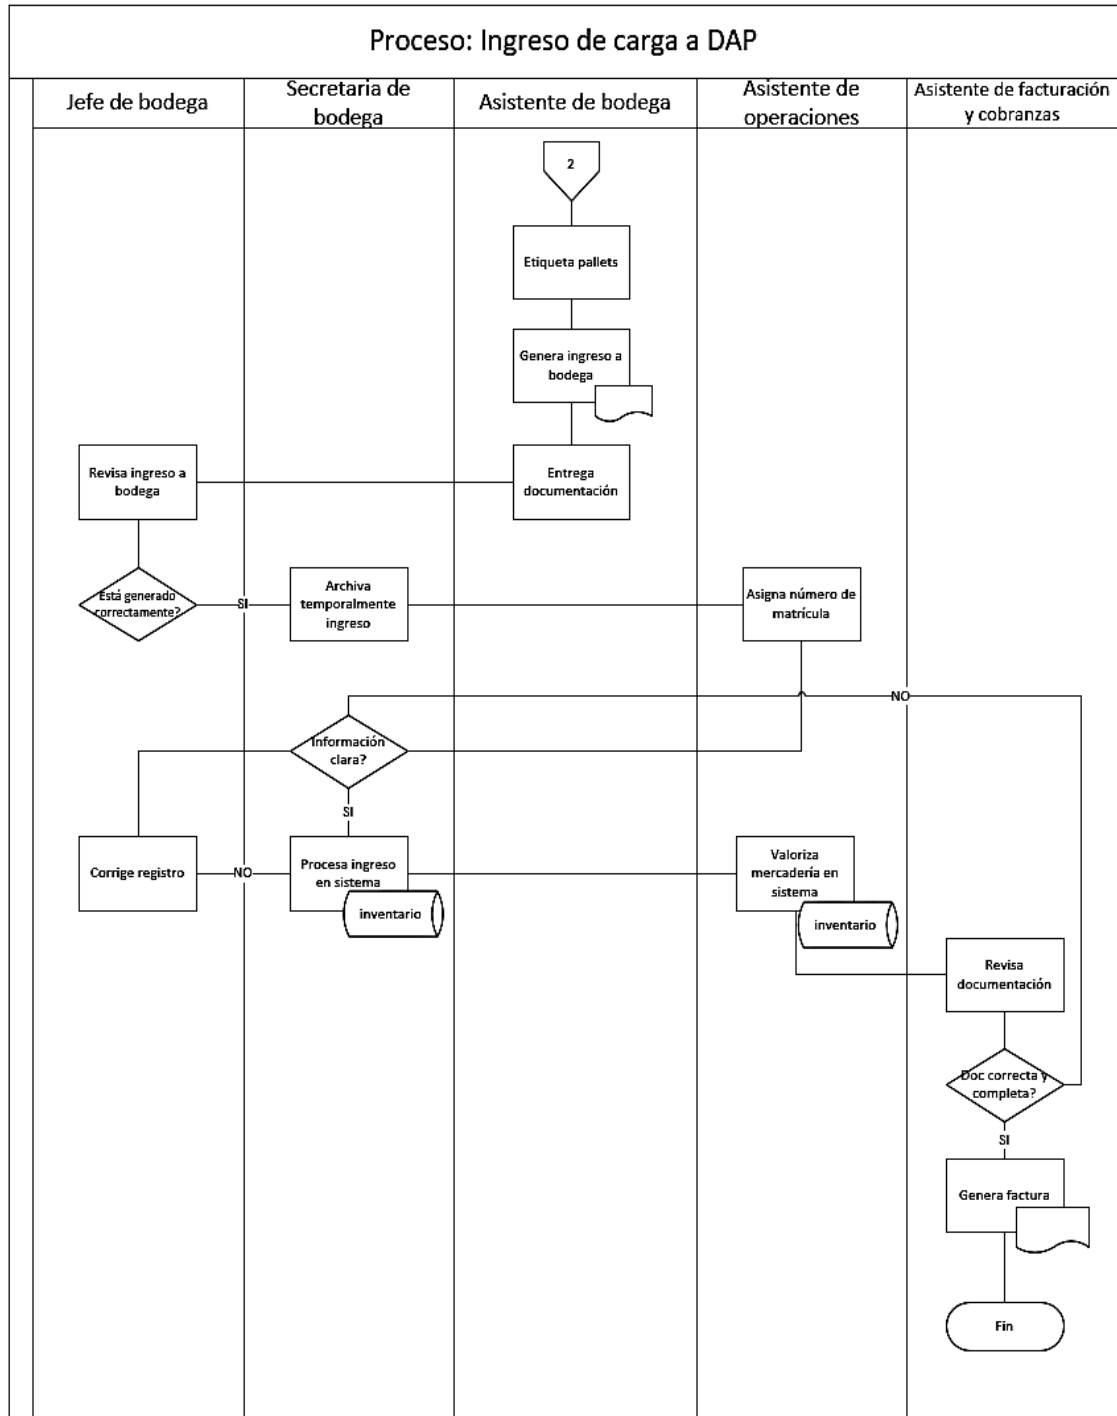 Proceso: Ingreso de carga a DAP
Jefe de bodega
Secretaria de
bodega
Asistente de bodega
Asistente de
operaciones
Asistente de facturación
y cobranzas
2
Etiqueta pallets
Genera ingreso a
bodega
Revisa ingreso a
bodega
Entrega
documentación
Está generado
correctamente?
SI
Archiva
temporalmente
ingreso
Asigna número de
matrícula
NO
Información
clara?
SI
Corrige registro
NO
Procesa ingreso
en sistema
inventario
Valoriza
mercadería en
sistema
inventario
Revisa
documentación
Doc correcta y
completa?
SI
Genera factura
Fin